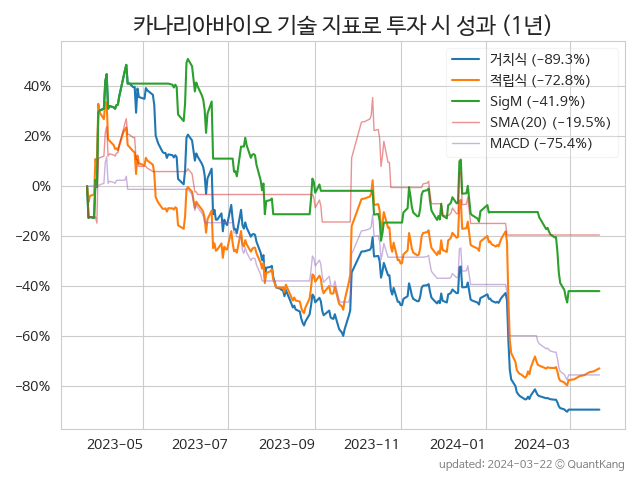 카나리아바이오 기술 지표로 투자 시 성과 (1년)
거치식 (−89.3%)
적립식 (−72.8%)
SigM (−41.9%)
SMA(20) (−19.5%)
MACD (−75.4%)
40%
20%
0%
−20%
−40%
−60%
−80%
2023-05 2023-07 2023-09 2023-11 2024-01 2024-03
updated: 2024-03-22 © QuantKang